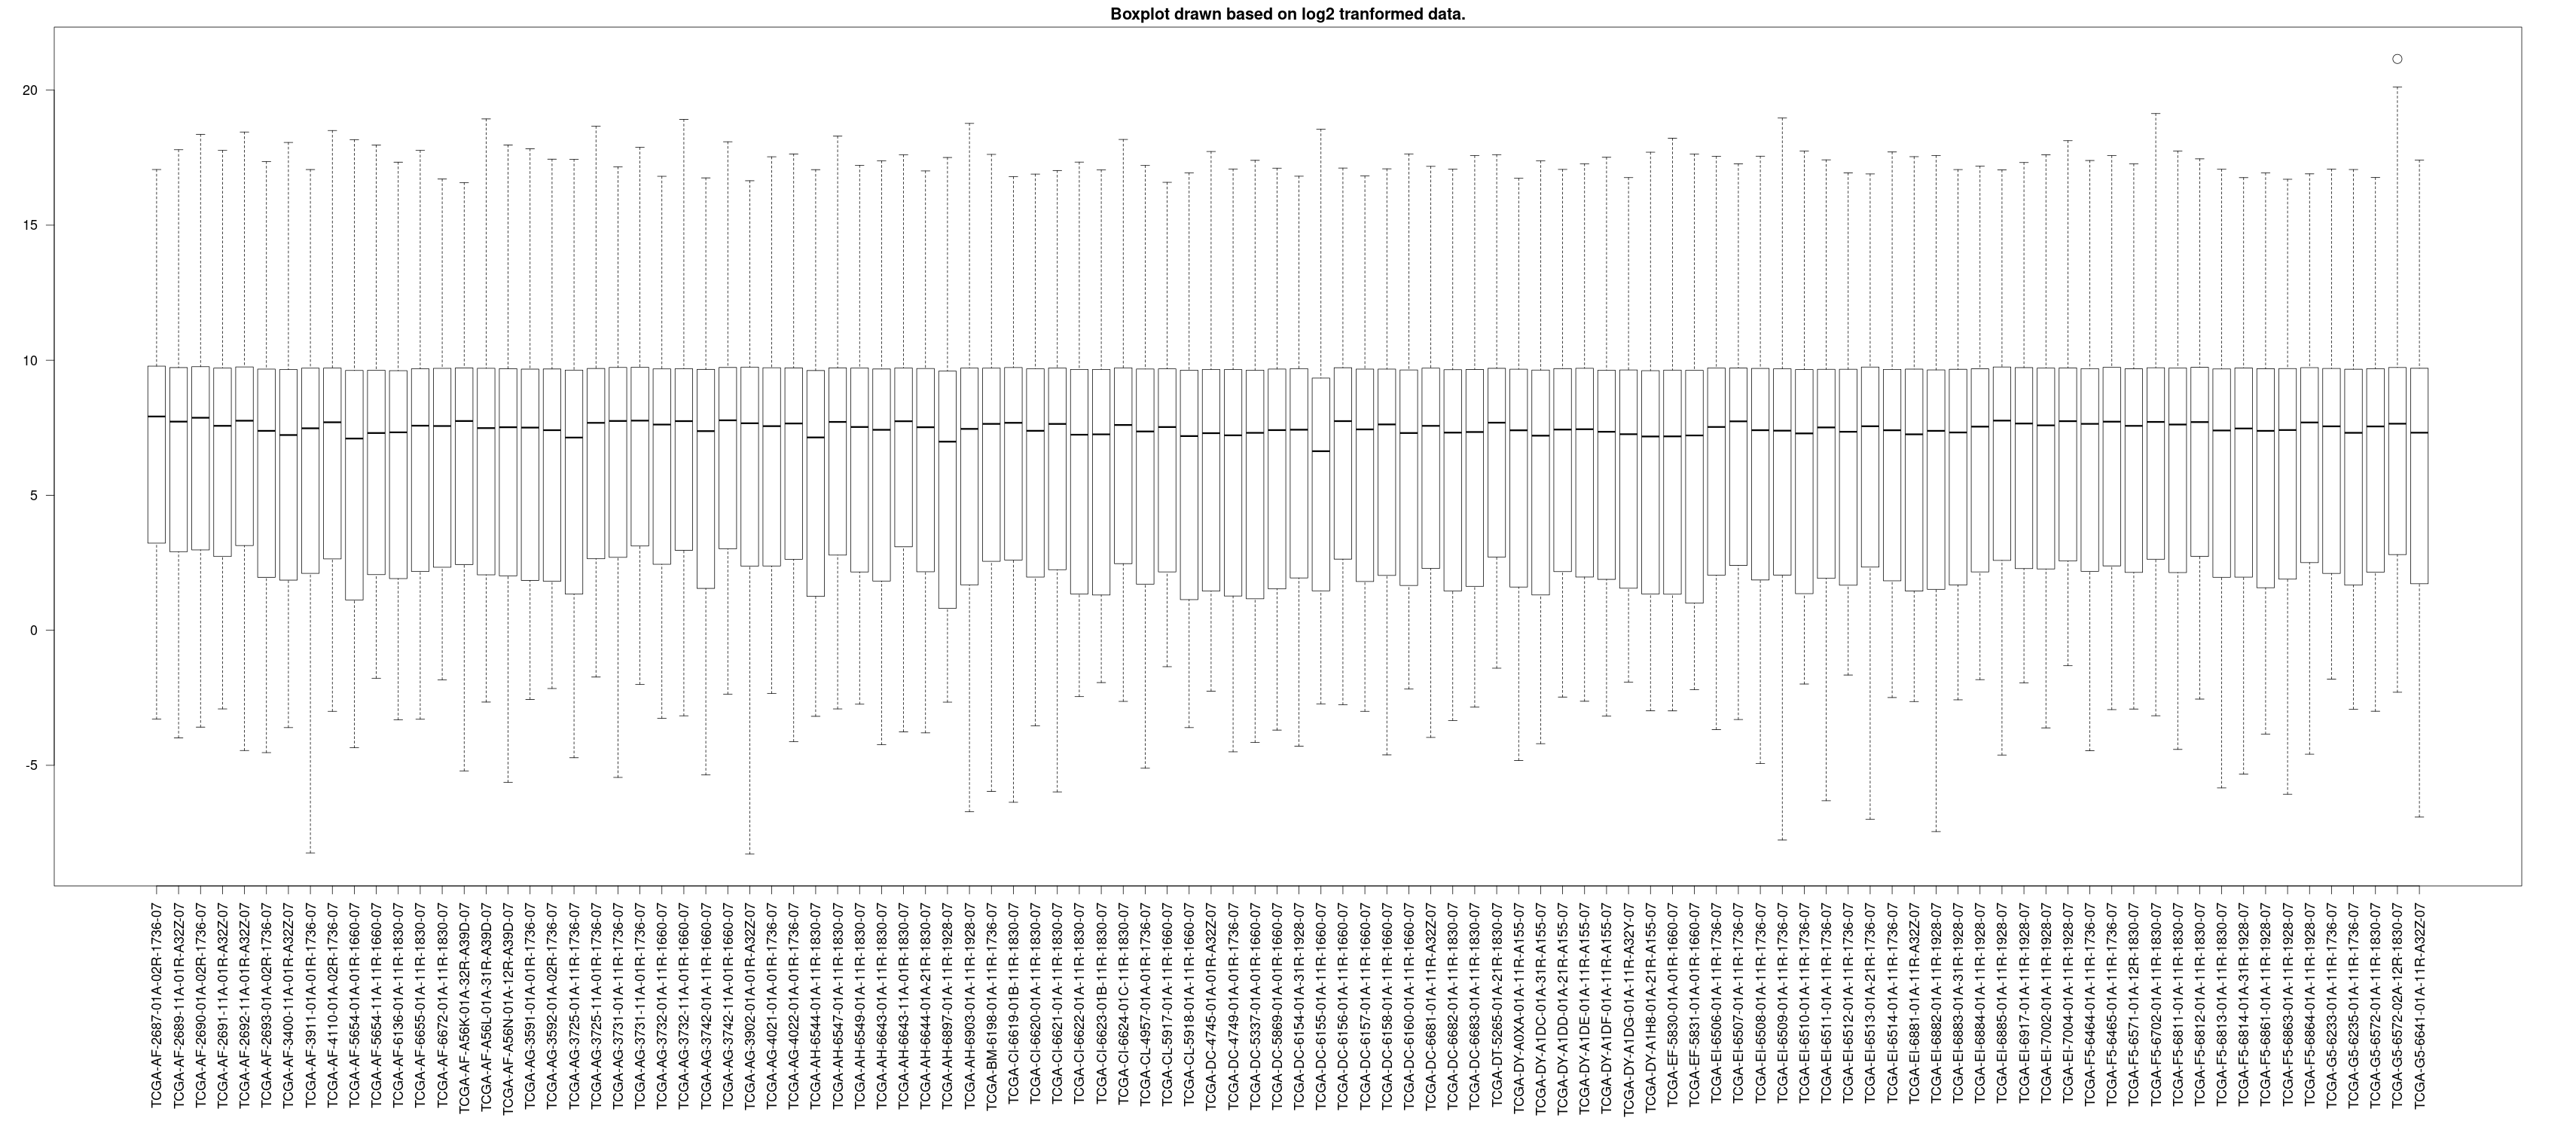 Boxplot drawn based on log2 tranformed data.
20
15
10
5
0
-5
TCGA-AF-2687-01A-02R-1736-07
TCGA-AF-2689-11A-01R-A32Z-07
TCGA-AF-2690-01A-02R-1736-07
TCGA-AF-2691-11A-01R-A32Z-07
TCGA-AF-2692-11A-01R-A32Z-07
TCGA-AF-2693-01A-02R-1736-07
TCGA-AF-3400-11A-01R-A32Z-07
TCGA-AF-3911-01A-01R-1736-07
TCGA-AF-4110-01A-02R-1736-07
TCGA-AF-5654-01A-01R-1660-07
TCGA-AF-5654-11A-11R-1660-07
TCGA-AF-6136-01A-11R-1830-07
TCGA-AF-6655-01A-11R-1830-07
TCGA-AF-6672-01A-11R-1830-07
TCGA-AF-A56K-01A-32R-A39D-07
TCGA-AF-A56L-01A-31R-A39D-07
TCGA-AF-A56N-01A-12R-A39D-07
TCGA-AG-3591-01A-01R-1736-07
TCGA-AG-3592-01A-02R-1736-07
TCGA-AG-3725-01A-11R-1736-07
TCGA-AG-3725-11A-01R-1736-07
TCGA-AG-3731-01A-11R-1736-07
TCGA-AG-3731-11A-01R-1736-07
TCGA-AG-3732-01A-11R-1660-07
TCGA-AG-3732-11A-01R-1660-07
TCGA-AG-3742-01A-11R-1660-07
TCGA-AG-3742-11A-01R-1660-07
TCGA-AG-3902-01A-01R-A32Z-07
TCGA-AG-4021-01A-01R-1736-07
TCGA-AG-4022-01A-01R-1736-07
TCGA-AH-6544-01A-11R-1830-07
TCGA-AH-6547-01A-11R-1830-07
TCGA-AH-6549-01A-11R-1830-07
TCGA-AH-6643-01A-11R-1830-07
TCGA-AH-6643-11A-01R-1830-07
TCGA-AH-6644-01A-21R-1830-07
TCGA-AH-6897-01A-11R-1928-07
TCGA-AH-6903-01A-11R-1928-07
TCGA-BM-6198-01A-11R-1736-07
TCGA-CI-6619-01B-11R-1830-07
TCGA-CI-6620-01A-11R-1830-07
TCGA-CI-6621-01A-11R-1830-07
TCGA-CI-6622-01A-11R-1830-07
TCGA-CI-6623-01B-11R-1830-07
TCGA-CI-6624-01C-11R-1830-07
TCGA-CL-4957-01A-01R-1736-07
TCGA-CL-5917-01A-11R-1660-07
TCGA-CL-5918-01A-11R-1660-07
TCGA-DC-4745-01A-01R-A32Z-07
TCGA-DC-4749-01A-01R-1736-07
TCGA-DC-5337-01A-01R-1660-07
TCGA-DC-5869-01A-01R-1660-07
TCGA-DC-6154-01A-31R-1928-07
TCGA-DC-6155-01A-11R-1660-07
TCGA-DC-6156-01A-11R-1660-07
TCGA-DC-6157-01A-11R-1660-07
TCGA-DC-6158-01A-11R-1660-07
TCGA-DC-6160-01A-11R-1660-07
TCGA-DC-6681-01A-11R-A32Z-07
TCGA-DC-6682-01A-11R-1830-07
TCGA-DC-6683-01A-11R-1830-07
TCGA-DT-5265-01A-21R-1830-07
TCGA-DY-A0XA-01A-11R-A155-07
TCGA-DY-A1DC-01A-31R-A155-07
TCGA-DY-A1DD-01A-21R-A155-07
TCGA-DY-A1DE-01A-11R-A155-07
TCGA-DY-A1DF-01A-11R-A155-07
TCGA-DY-A1DG-01A-11R-A32Y-07
TCGA-DY-A1H8-01A-21R-A155-07
TCGA-EF-5830-01A-01R-1660-07
TCGA-EF-5831-01A-01R-1660-07
TCGA-EI-6506-01A-11R-1736-07
TCGA-EI-6507-01A-11R-1736-07
TCGA-EI-6508-01A-11R-1736-07
TCGA-EI-6509-01A-11R-1736-07
TCGA-EI-6510-01A-11R-1736-07
TCGA-EI-6511-01A-11R-1736-07
TCGA-EI-6512-01A-11R-1736-07
TCGA-EI-6513-01A-21R-1736-07
TCGA-EI-6514-01A-11R-1736-07
TCGA-EI-6881-01A-11R-A32Z-07
TCGA-EI-6882-01A-11R-1928-07
TCGA-EI-6883-01A-31R-1928-07
TCGA-EI-6884-01A-11R-1928-07
TCGA-EI-6885-01A-11R-1928-07
TCGA-EI-6917-01A-11R-1928-07
TCGA-EI-7002-01A-11R-1928-07
TCGA-EI-7004-01A-11R-1928-07
TCGA-F5-6464-01A-11R-1736-07
TCGA-F5-6465-01A-11R-1736-07
TCGA-F5-6571-01A-12R-1830-07
TCGA-F5-6702-01A-11R-1830-07
TCGA-F5-6811-01A-11R-1830-07
TCGA-F5-6812-01A-11R-1830-07
TCGA-F5-6813-01A-11R-1830-07
TCGA-F5-6814-01A-31R-1928-07
TCGA-F5-6861-01A-11R-1928-07
TCGA-F5-6863-01A-11R-1928-07
TCGA-F5-6864-01A-11R-1928-07
TCGA-G5-6233-01A-11R-1736-07
TCGA-G5-6235-01A-11R-1736-07
TCGA-G5-6572-01A-11R-1830-07
TCGA-G5-6572-02A-12R-1830-07
TCGA-G5-6641-01A-11R-A32Z-07